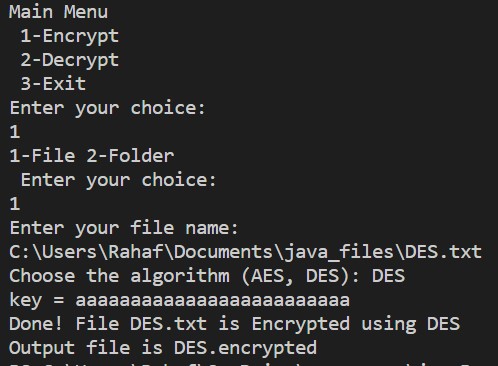 Main Menu
1-Encrypt
2-Decrypt
3-Exit
Enter your choice:
1
1-File 2-Folder
Enter your choice:
1
Enter your file name:
C:\Users\Rahaf\Documents\java_files\DES.txt
Choose the algorithm (AES, DES): DES
key = aaaaaaaaaaaaaaaaaaaaaaaaa
Done! File DES.txt is Encrypted using DES
Output file is DES.encrypted